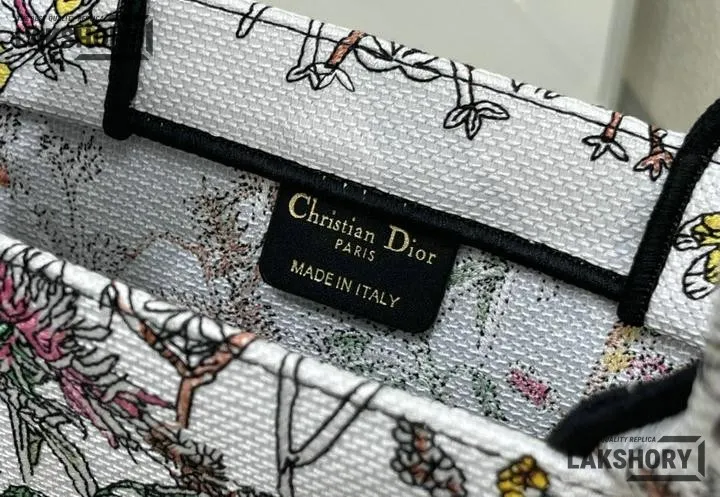 Christian Dior
PARIS
MADE IN ITALY
QUALITY REPLICA
LAKSHORY